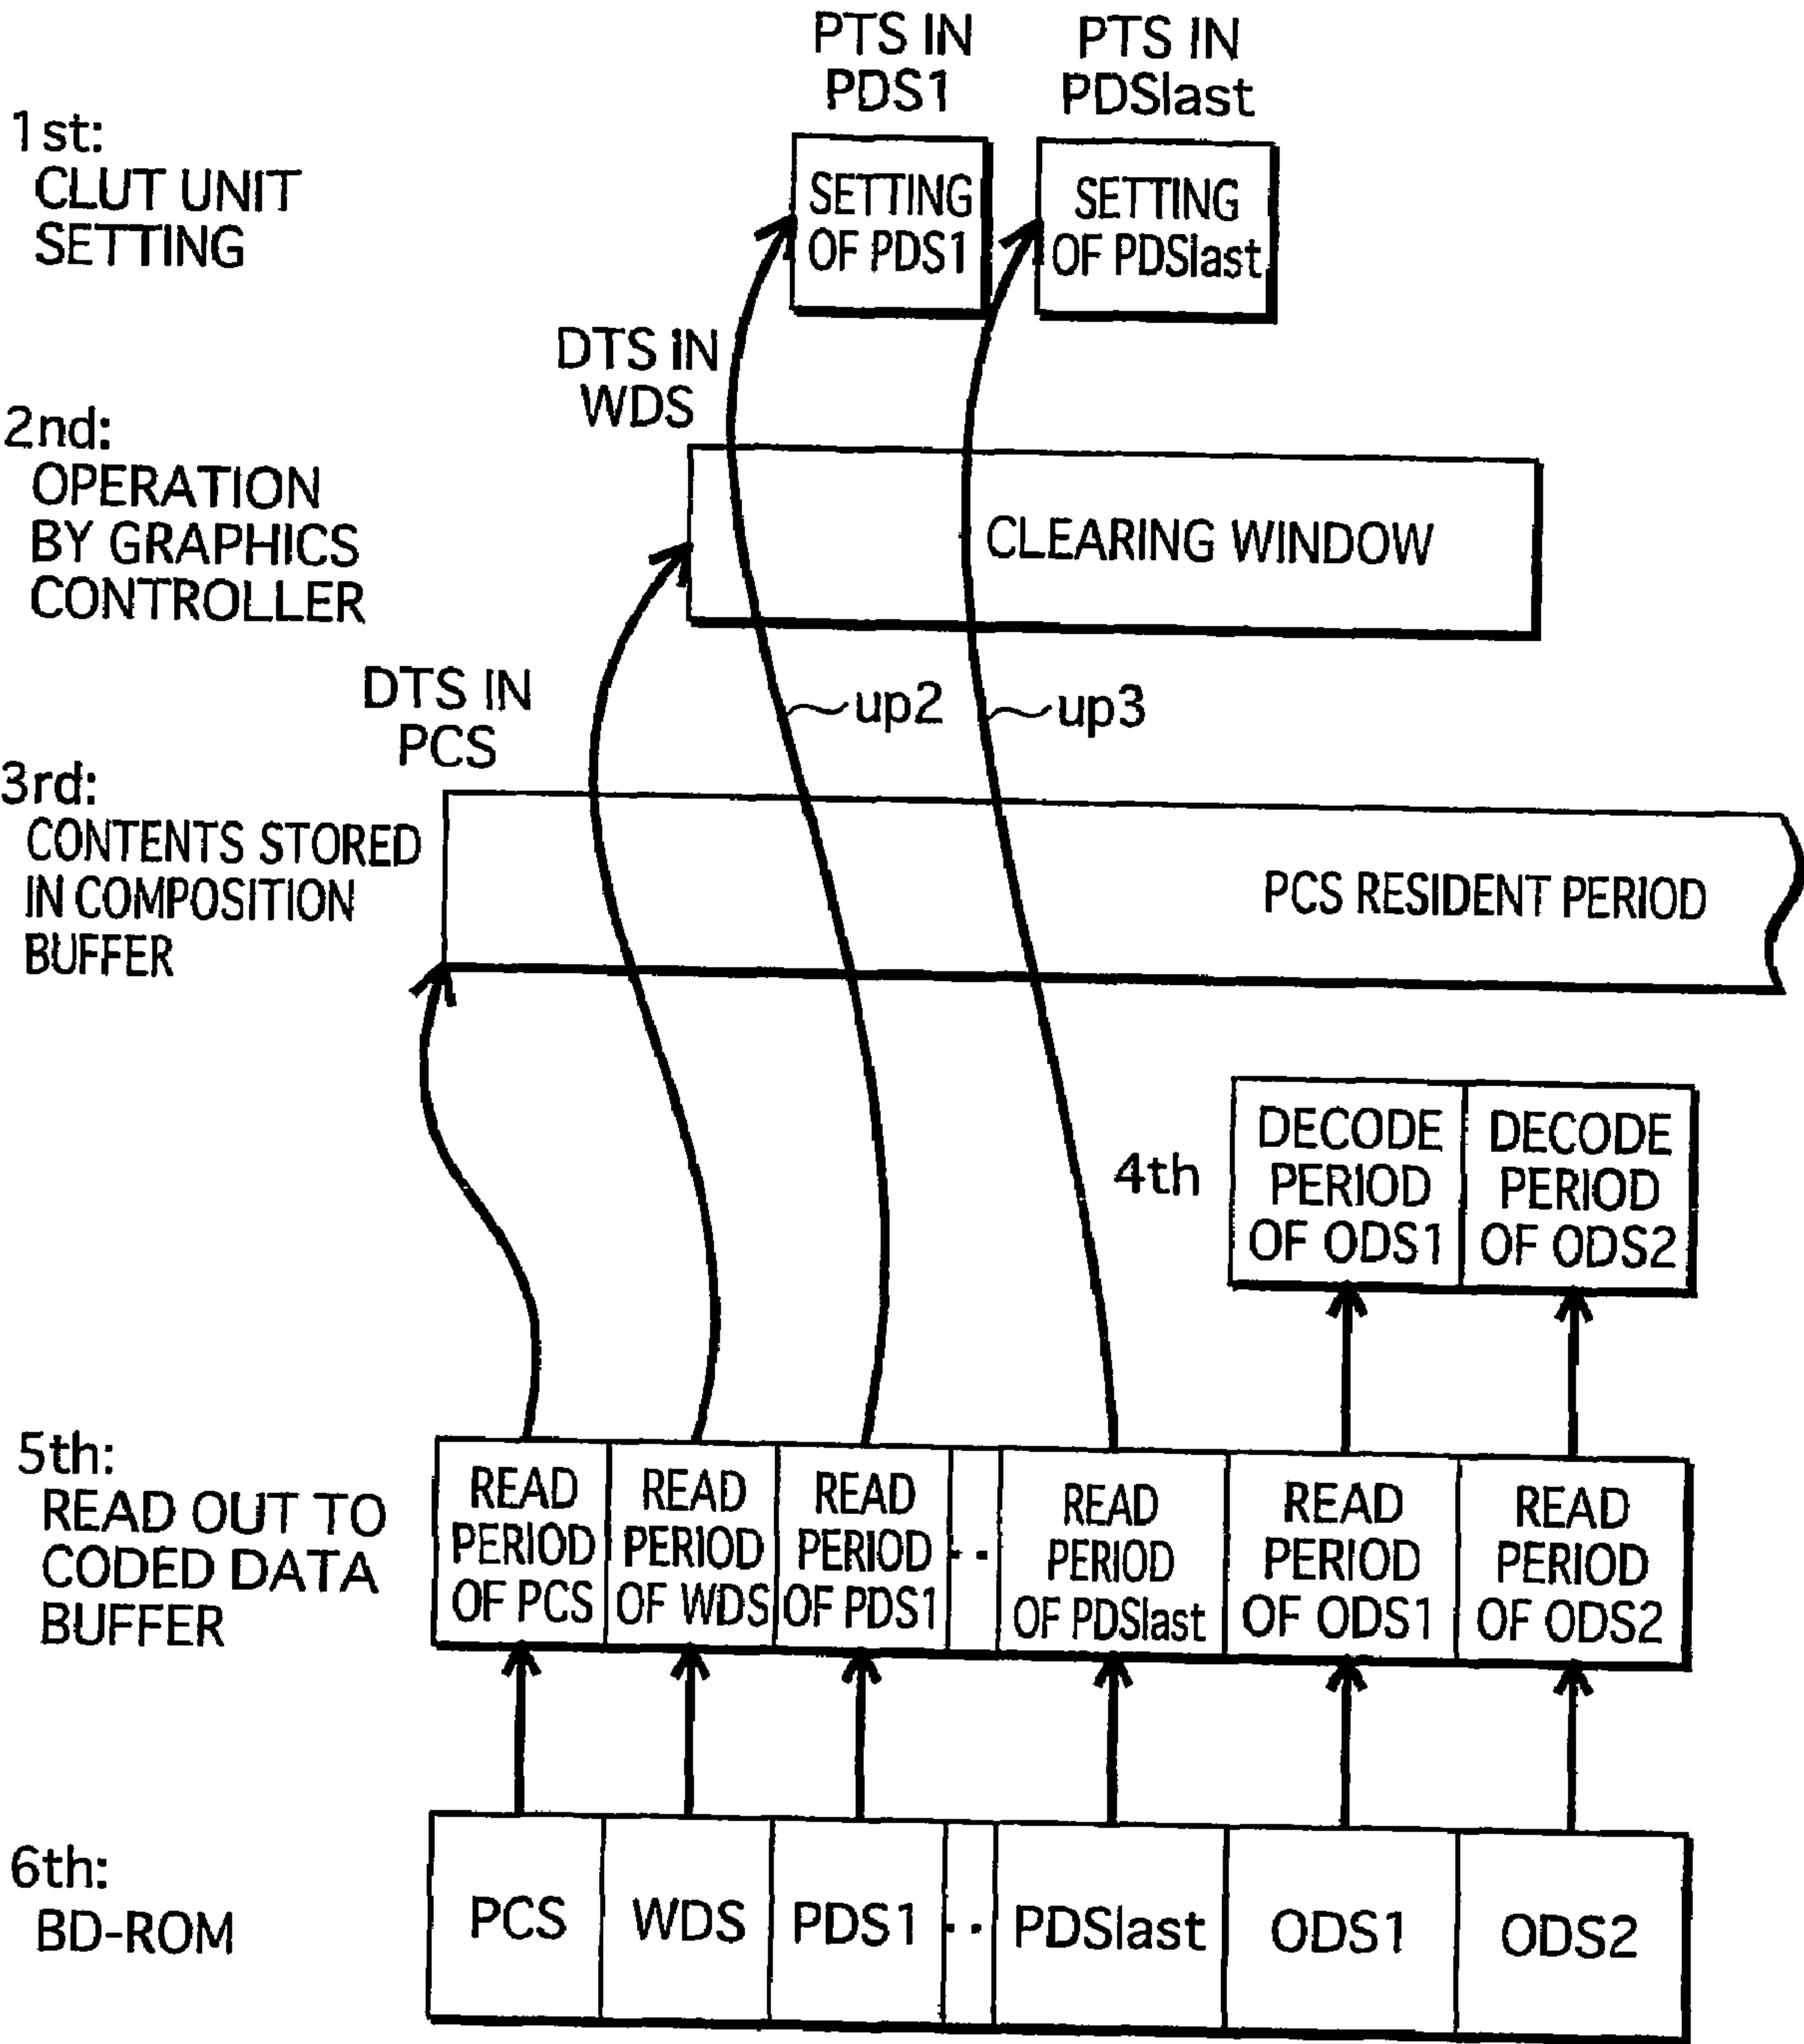 PTS IN
PDS1
PTS IN
PDSlast
1st:
CLUT UNIT
SETTING
SETTING
OF PDS1
SETTING
OF PDSlast
DTS IN
WDS
2nd:
OPERATION
BY GRAPHICS
CONTROLLER
CLEARING WINDOW
DTS IN
PCS
up2
up3
3rd:
CONTENTS STORED
IN COMPOSITION
BUFFER
PCS RESIDENT PERIOD
4th
DECODE
PERIOD
OF ODS1
DECODE
PERIOD
OF ODS2
5th:
READ OUT TO
CODED DATA
BUFFER
READ
PERIOD
OF PCS
READ
PERIOD
OF WDS
READ
PERIOD
OF PDS1
..
READ
PERIOD
OF PDSlast
READ
PERIOD
OF ODS1
READ
PERIOD
OF ODS2
6th:
BD-ROM
PCS
WDS
PDS1
..
PDSlast
ODS1
ODS2